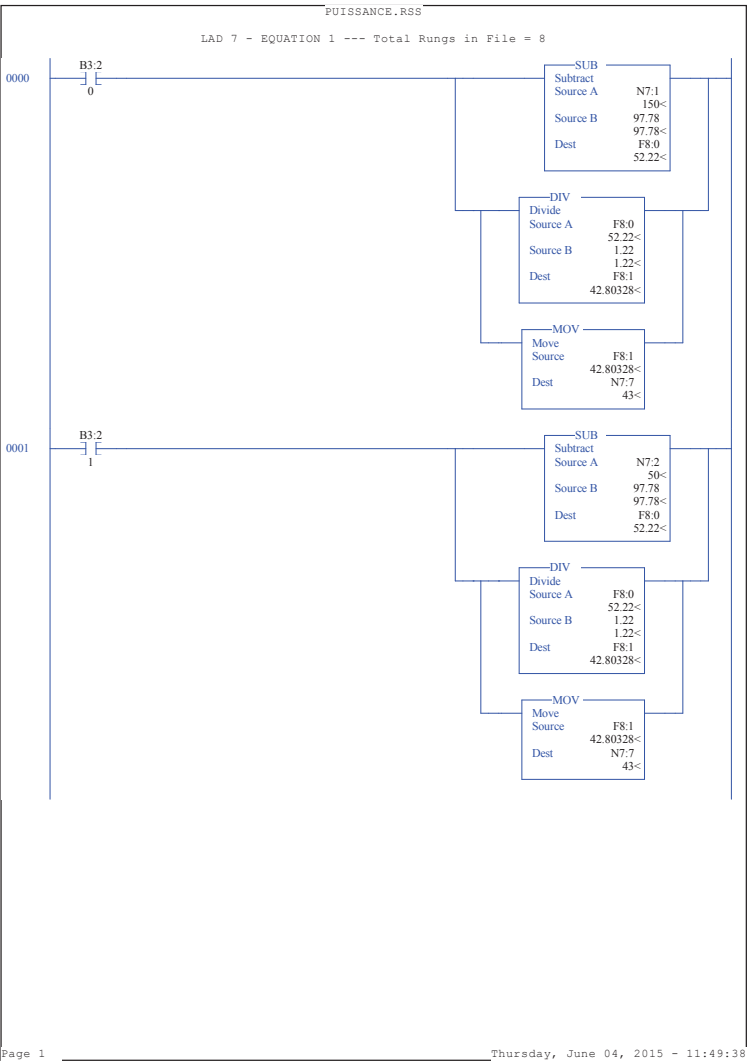 PUISSANCE.RSS
LAD 7 - EQUATION 1 --- Total Rungs in File = 8
0000
B3:2
0
SUB
Subtract
Source A N7:1
150<
Source B 97.78
97.78<
Dest F8:0
52.22<
DIV
Divide
Source A F8:0
52.22<
Source B 1.22
1.22<
Dest F8:1
42.80328<
MOV
Move
Source F8:1
42.80328<
Dest N7:7
43<
0001
B3:2
1
SUB
Subtract
Source A N7:2
50<
Source B 97.78
97.78<
Dest F8:0
52.22<
DIV
Divide
Source A F8:0
52.22<
Source B 1.22
1.22<
Dest F8:1
42.80328<
MOV
Move
Source F8:1
42.80328<
Dest N7:7
43<
Page 1 Thursday, June 04, 2015 - 11:49:38